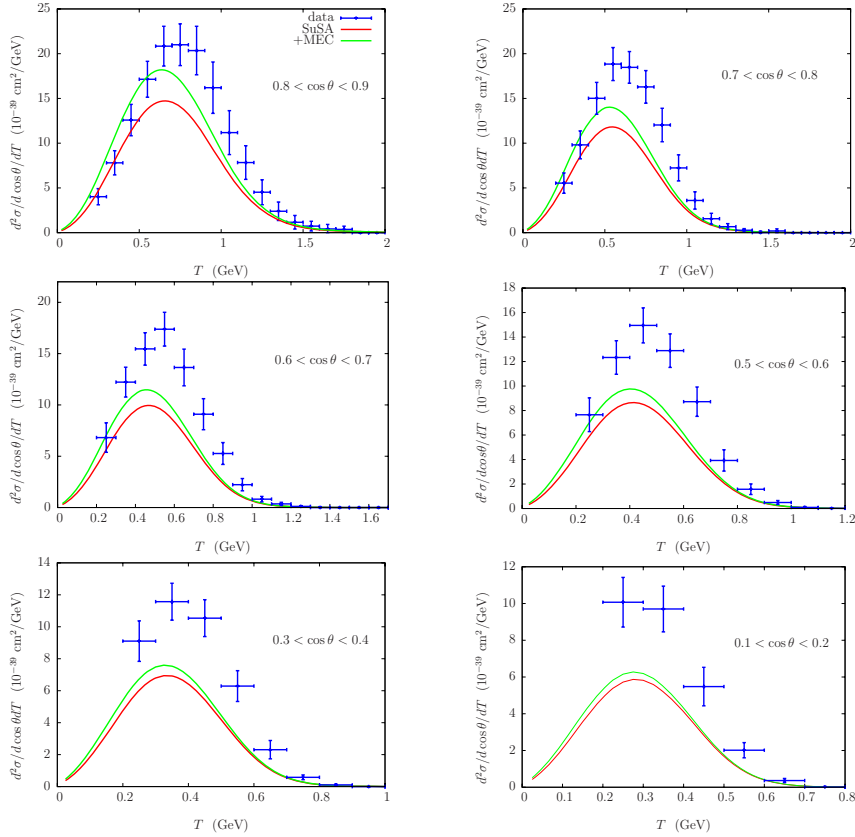 data
SuSA
+MEC
0.8 < cos θ < 0.9
d²σ/d cos θ/dT (10⁻³⁹ cm²/GeV)
25
20
15
10
5
0
0.5 1 1.5 2
T (GeV)
0.7 < cos θ < 0.8
d²σ/d cos θdT (10⁻³⁹ cm²/GeV)
25
20
15
10
5
0
0 0.5 1 1.5 2
T (GeV)
0.6 < cos θ < 0.7
d²σ/d cos θ/dT (10⁻³⁹ cm²/GeV)
20
15
10
5
0
0 0.2 0.4 0.6 0.8 1 1.2 1.4 1.6
T (GeV)
0.5 < cos θ < 0.6
d²σ/dcosθ/dT (10⁻³⁹ cm²/GeV)
18
16
14
12
10
8
6
4
2
0
0 0.2 0.4 0.6 0.8 1 1.2
T (GeV)
0.3 < cos θ < 0.4
d²σ/d cos θdT (10⁻³⁹ cm²/GeV)
14
12
10
8
6
4
2
0
0 0.2 0.4 0.6 0.8 1
T (GeV)
0.1 < cos θ < 0.2
d²σ/d cos θ/dT (10⁻³⁹ cm²/GeV)
12
10
8
6
4
2
0
0 0.1 0.2 0.3 0.4 0.5 0.6 0.7 0.8
T (GeV)